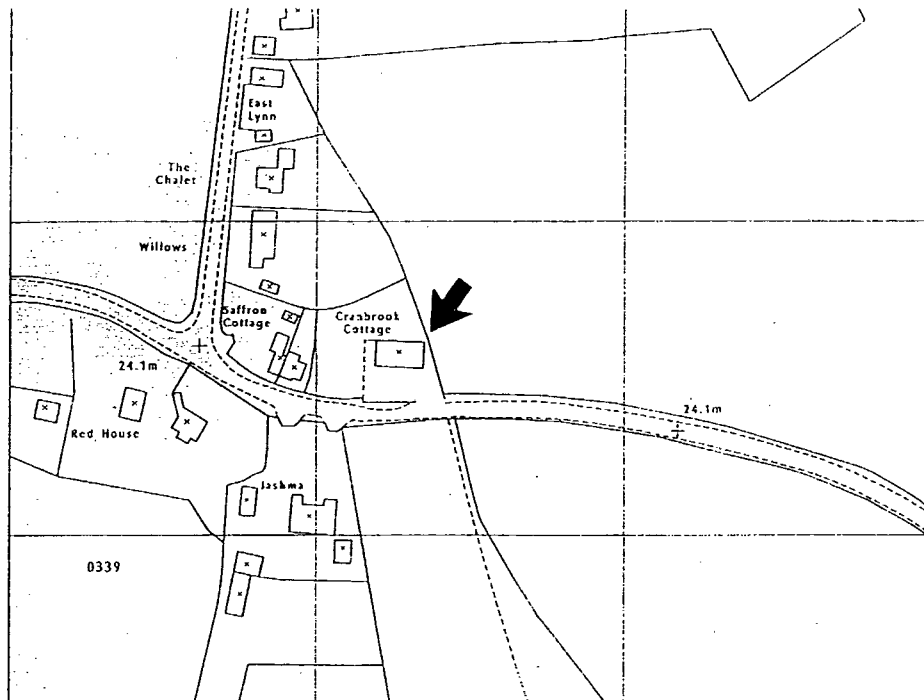 East
Lynn
The
Chalet
Willows
Saffron
Cottage
Cranbrook
Cottage
24.1m
24.1m
Red House
Jashma
0339